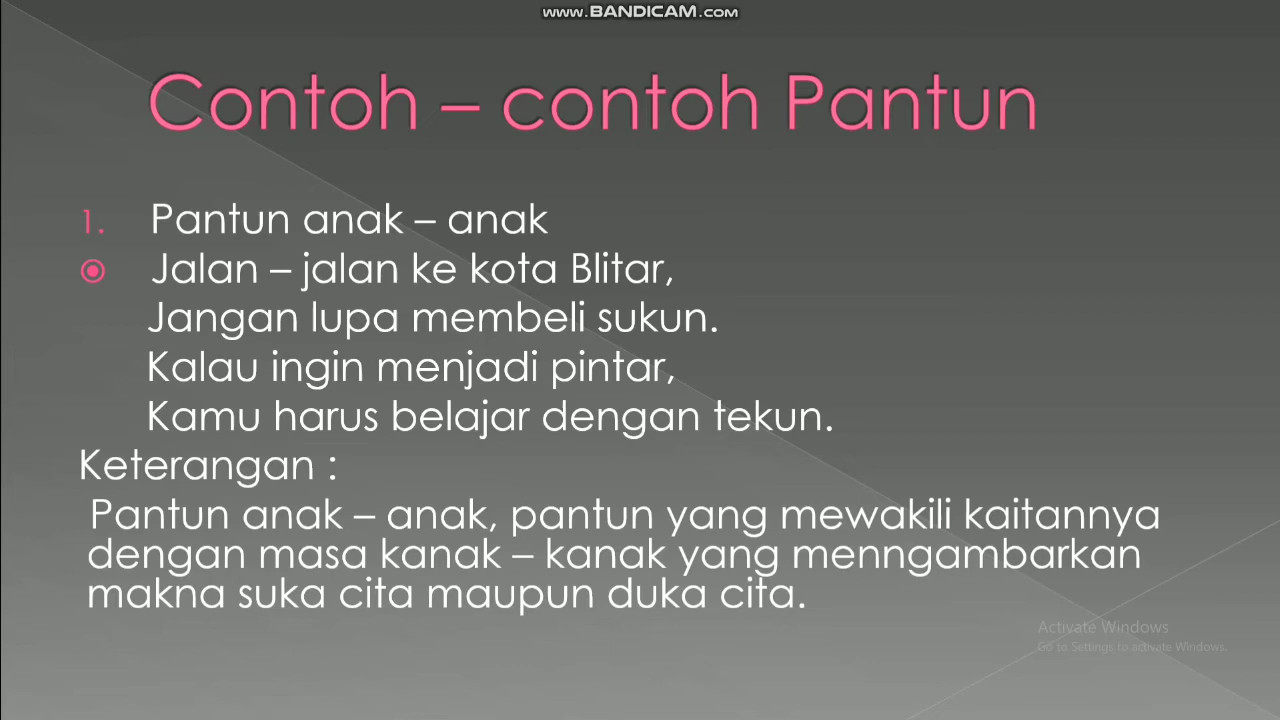 www.BANDICAM.com
Contoh – contoh Pantun
1. Pantun anak – anak
Jalan – jalan ke kota Blitar,
Jangan lupa membeli sukun.
Kalau ingin menjadi pintar,
Kamu harus belajar dengan tekun.
Keterangan :
Pantun anak – anak, pantun yang mewakili kaitannya
dengan masa kanak – kanak yang menngambarkan
makna suka cita maupun duka cita.
Activate Windows
Go to Settings to activate Windows.